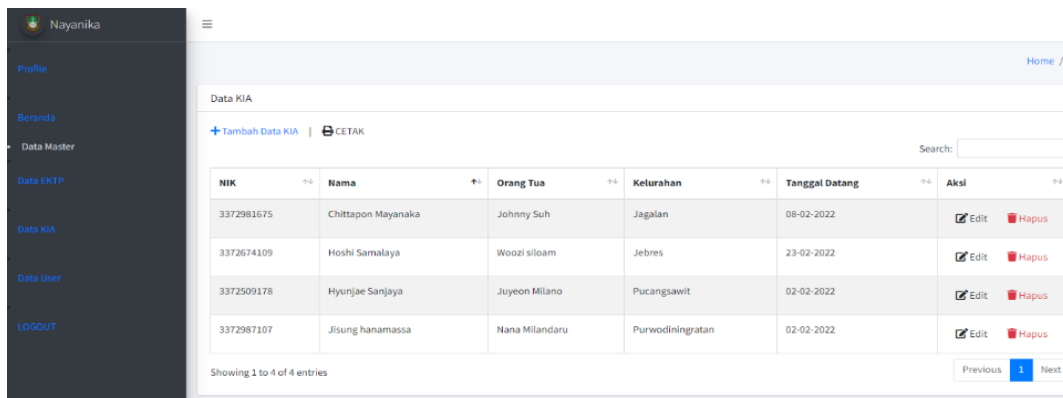 Nayanika
Profile
Beranda
Data Master
Data EKTP
Data KIA
Data User
LOGOUT
Home /
Data KIA
Tambah Data KIA | CETAK
Search:
NIK Nama Orang Tua Kelurahan Tanggal Datang Aksi
3372981675 Chittapon Mayanaka Johnny Suh Jagalan 08-02-2022 Edit Hapus
3372674109 Hoshi Samalaya Woozi siloam Jebres 23-02-2022 Edit Hapus
3372509178 Hyunjae Sanjaya Juyeon Milano Pucangsawit 02-02-2022 Edit Hapus
3372987107 Jisung hanamassa Nana Milandaru Purwodiningratan 02-02-2022 Edit Hapus
Showing 1 to 4 of 4 entries
Previous 1 Next